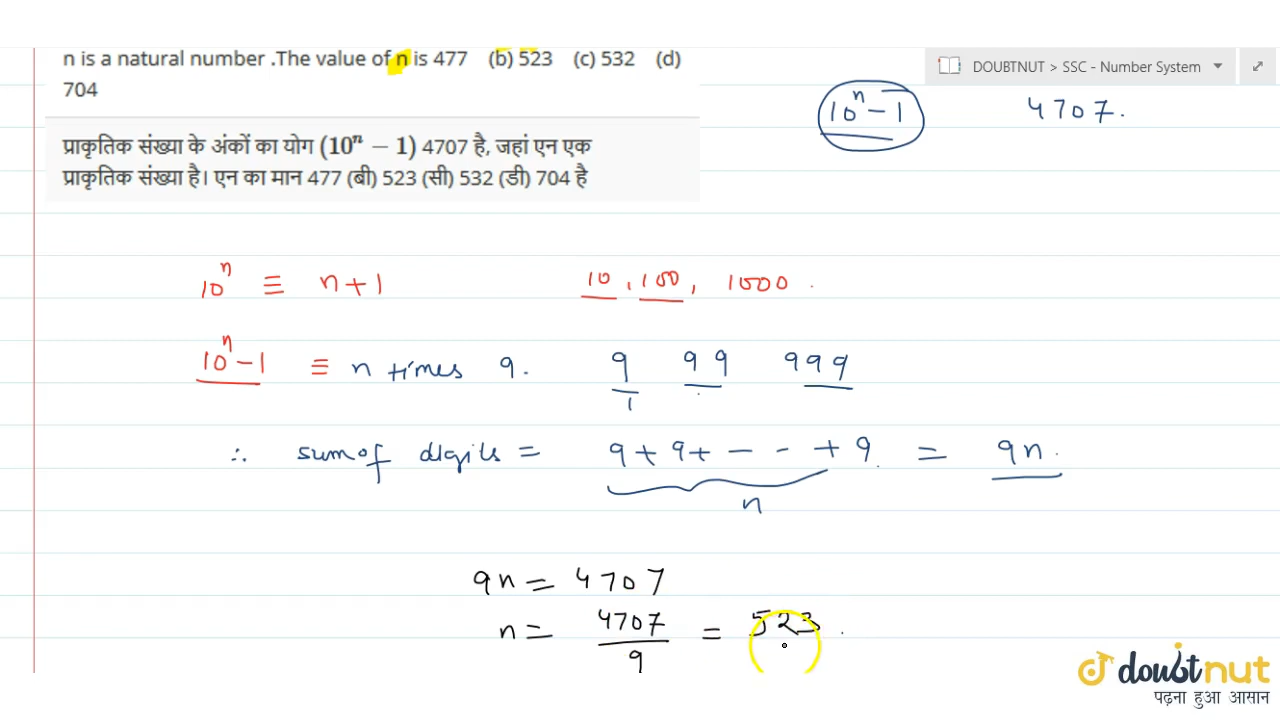 n is a natural number .The value of n is 477 (b) 523 (c) 532 (d)
704
DOUBTNUT > SSC - Number System
10ⁿ - 1 4707.
प्राकृतिक संख्या के अंकों का योग (10ⁿ − 1) 4707 है, जहां एन एक
प्राकृतिक संख्या है। एन का मान 477 (बी) 523 (सी) 532 (डी) 704 है
10ⁿ ≡ n+1 10, 100, 1000.
10ⁿ-1 ≡ n times 9. 9 99 999
1
∴ sum of digits = 9+9+ - - +9. = 9n.
n
9n = 4707
n = 4707/9 = 523.
doubtnut
पढ़ना हुआ आसान